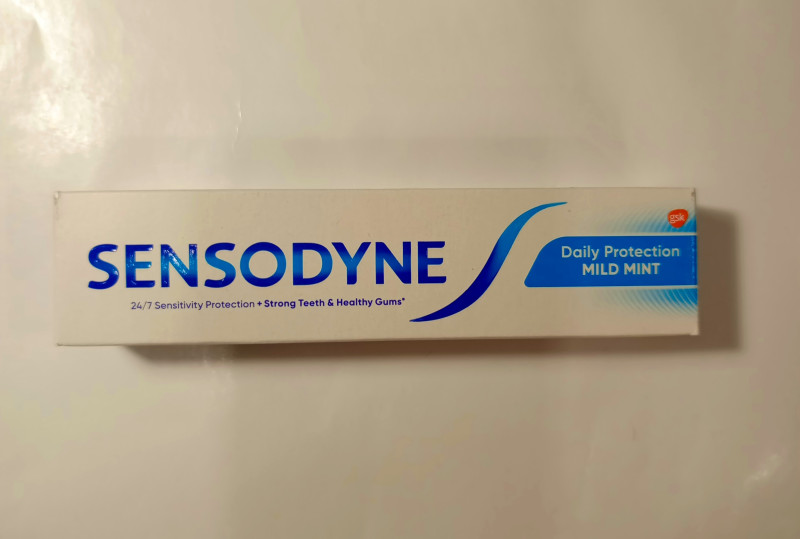 SENSODYNE
24/7 Sensitivity Protection + Strong Teeth & Healthy Gums*
gsk
Daily Protection
MILD MINT